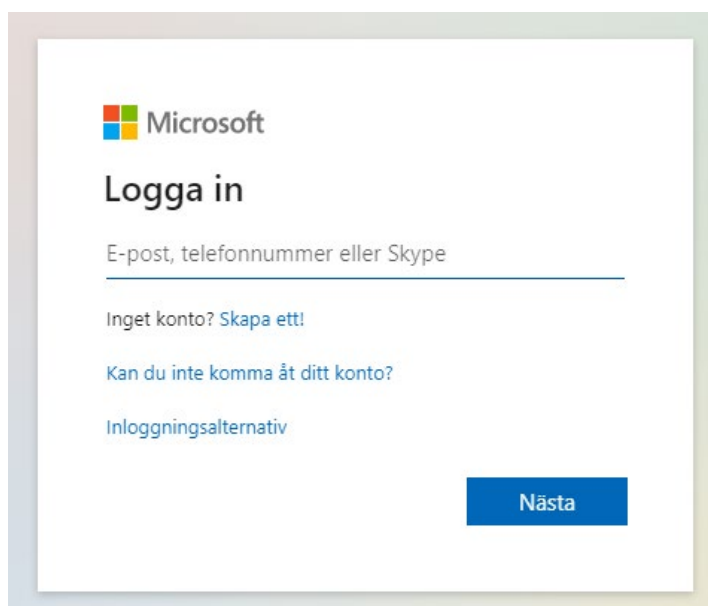 Microsoft
Logga in
E-post, telefonnummer eller Skype
Inget konto? Skapa ett!
Kan du inte komma åt ditt konto?
Inloggningsalternativ
Nästa